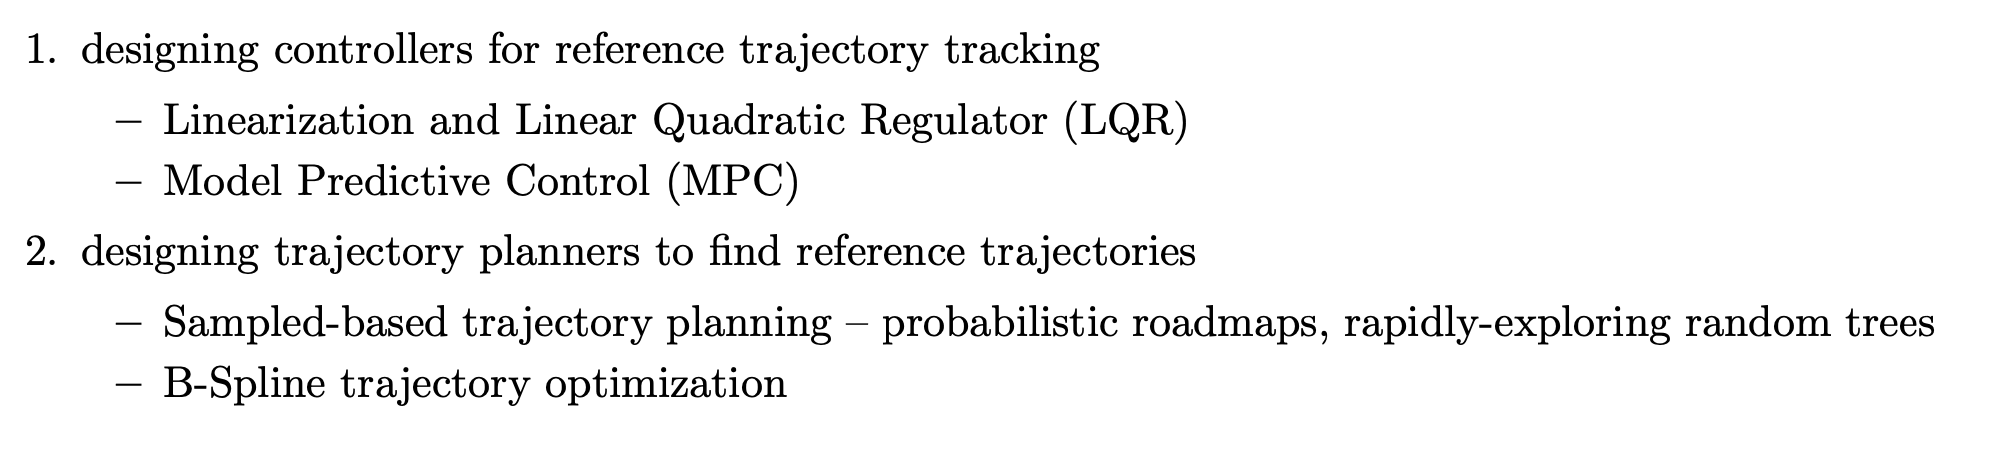 1. designing controllers for reference trajectory tracking
– Linearization and Linear Quadratic Regulator (LQR)
– Model Predictive Control (MPC)
2. designing trajectory planners to find reference trajectories
– Sampled-based trajectory planning – probabilistic roadmaps, rapidly-exploring random trees
– B-Spline trajectory optimization